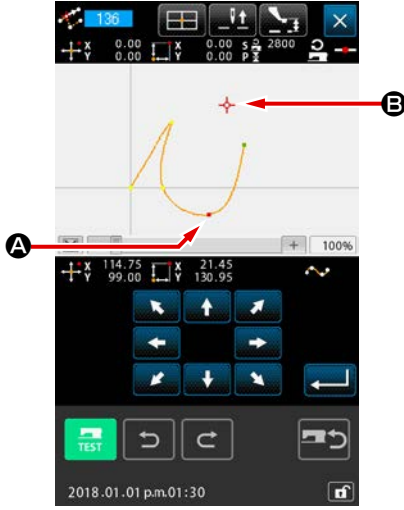 136
X 0.00 X 0.00 S 2800
Y 0.00 Y 0.00 P
B
A
+ 100%
X 114.75 X 21.45
Y 99.00 Y 130.95
TEST
2018.01.01 p.m.01:30